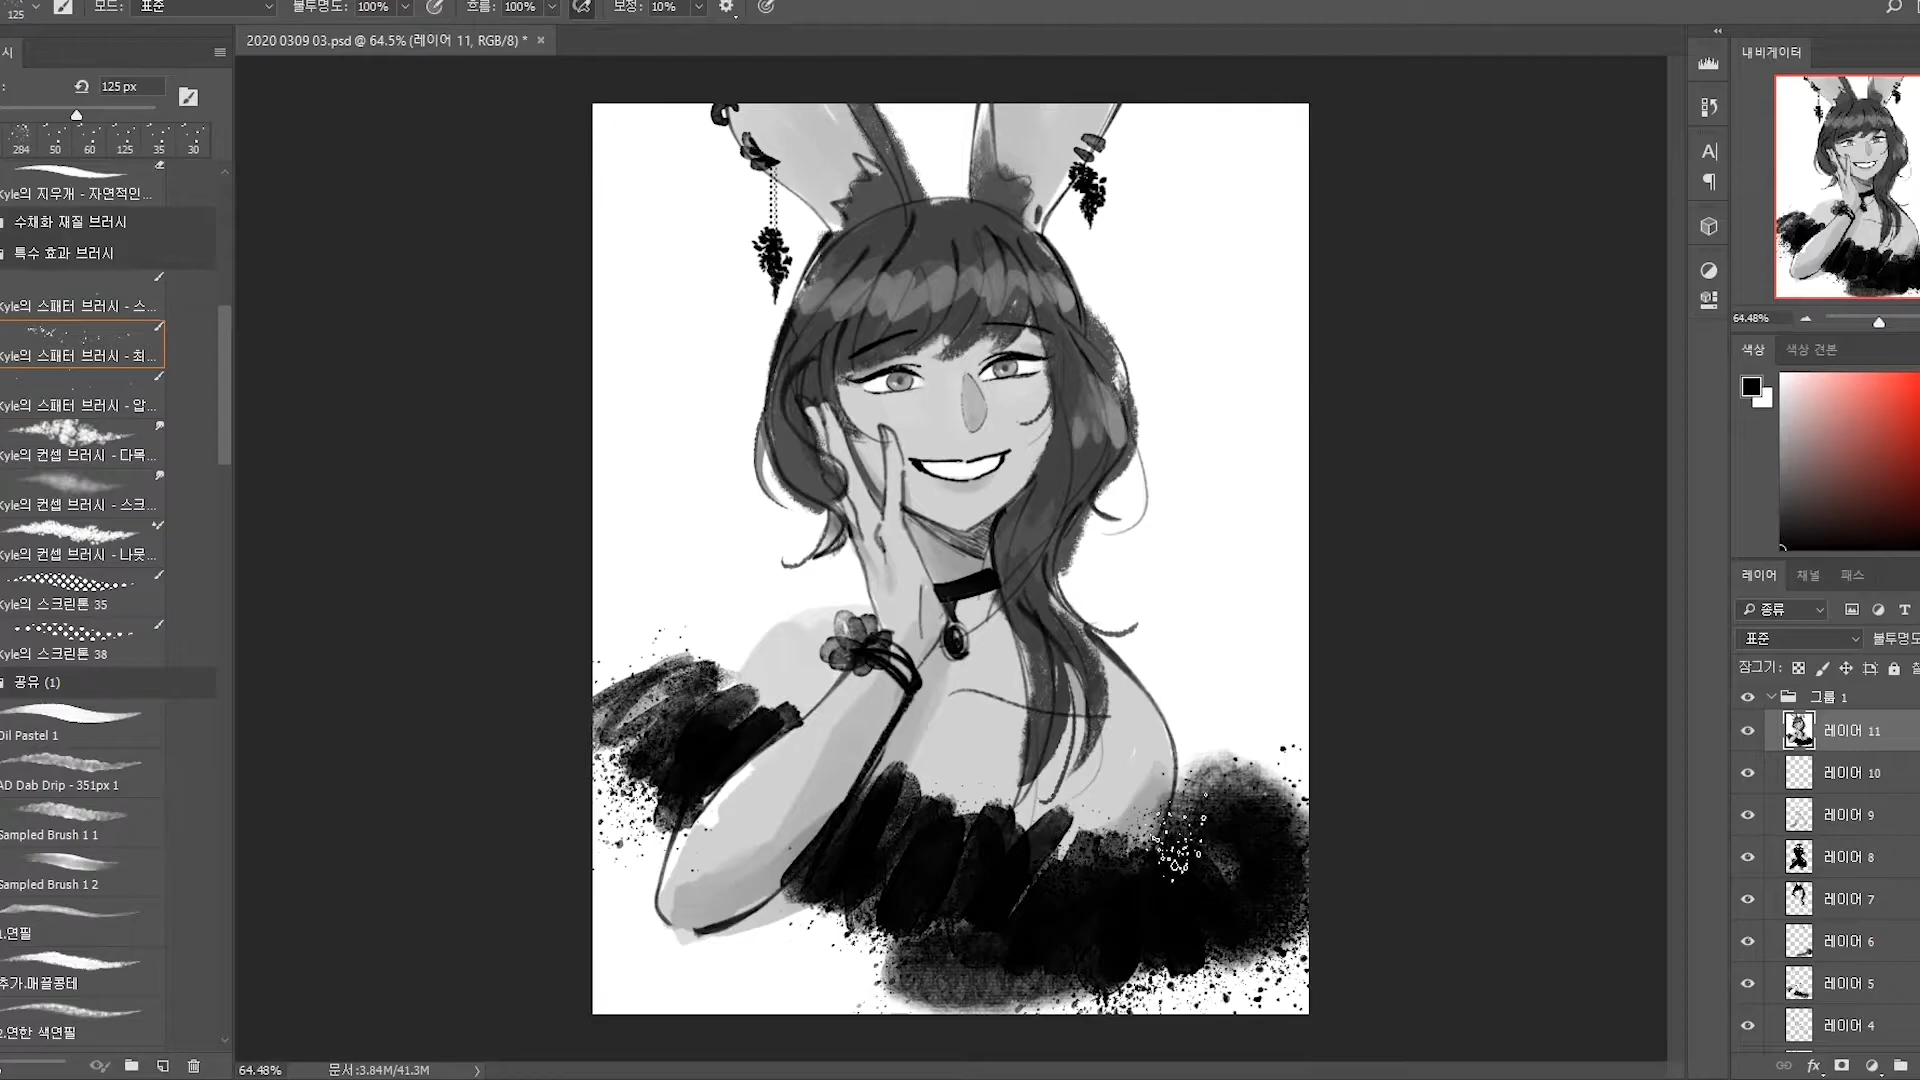 125
모드: 표준
불투명도: 100%
흐름: 100%
보정: 10%
2020 0309 03.psd @ 64.5% (레이어 11, RGB/8) *
시
: 125 px
284 50 60 125 35 30
Kyle의 지우개 - 자연적인...
수채화 재질 브러시
특수 효과 브러시
Kyle의 스패터 브러시 - 스...
Kyle의 스패터 브러시 - 최...
Kyle의 스패터 브러시 - 압...
Kyle의 컨셉 브러시 - 다목...
Kyle의 컨셉 브러시 - 스크...
Kyle의 컨셉 브러시 - 나뭇...
Kyle의 스크린톤 35
Kyle의 스크린톤 38
공유 (1)
Oil Pastel 1
AD Dab Drip - 351px 1
Sampled Brush 1 1
Sampled Brush 1 2
1.연필
추가.매끌콩테
2.연한 색연필
64.48%
문서:3.84M/41.3M
내비게이터
64.48%
색상 색상 견본
레이어 채널 패스
종류
표준
불투명도
잠그기:
그룹 1
레이어 11
레이어 10
레이어 9
레이어 8
레이어 7
레이어 6
레이어 5
레이어 4